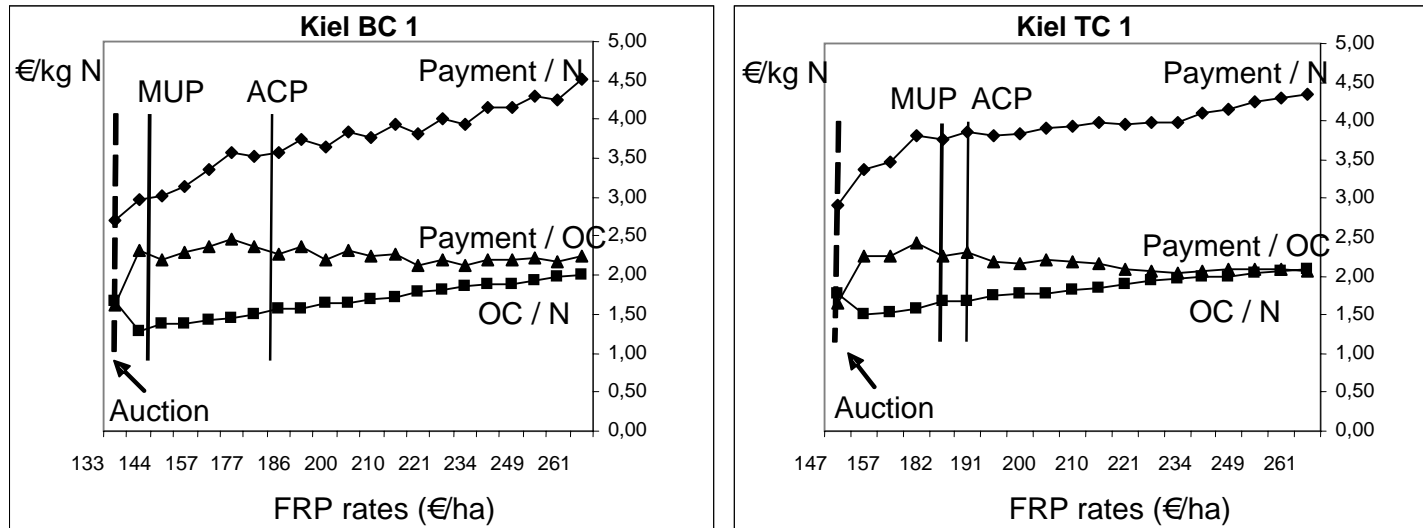 Kiel BC 1
€/kg N
MUP
ACP
Payment / N
Payment / OC
OC / N
Auction
5,00
4,50
4,00
3,50
3,00
2,50
2,00
1,50
1,00
0,50
0,00
133 144 157 177 186 200 210 221 234 249 261
FRP rates (€/ha)
Kiel TC 1
€/kg N
MUP
ACP
Payment / N
Payment / OC
OC / N
Auction
5,00
4,50
4,00
3,50
3,00
2,50
2,00
1,50
1,00
0,50
0,00
147 157 182 191 200 210 221 234 249 261
FRP rates (€/ha)